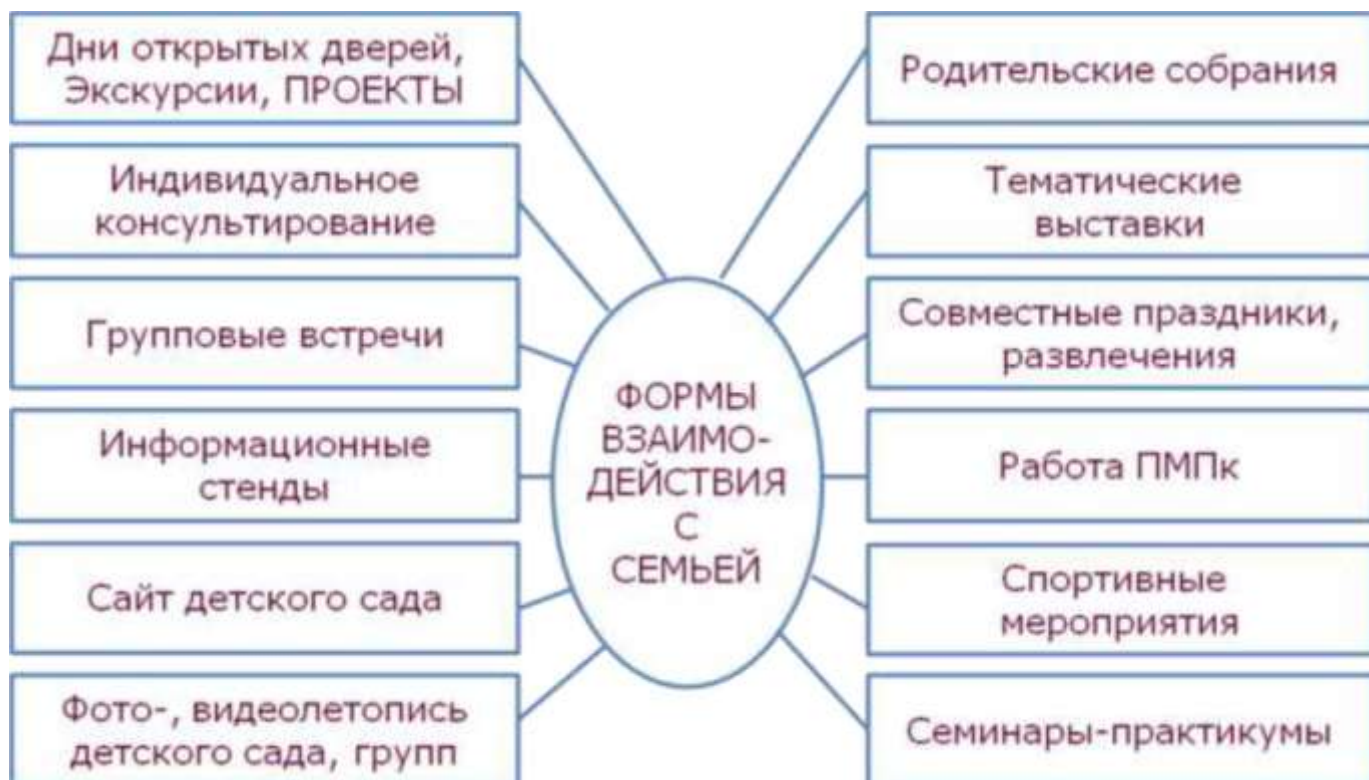 Дни открытых дверей,
Экскурсии, ПРОЕКТЫ
Индивидуальное
консультирование
Групповые встречи
Информационные
стенды
Сайт детского сада
Фото-, видеолетопись
детского сада, групп
ФОРМЫ
ВЗАИМО-
ДЕЙСТВИЯ
С
СЕМЬЕЙ
Родительские собрания
Тематические
выставки
Совместные праздники,
развлечения
Работа ПМПк
Спортивные
мероприятия
Семинары-практикумы